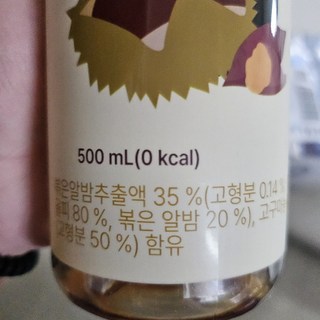 500 mL(0 kcal)
볶은알밤추출액 35 %(고형분 0.14 %
피 80 %, 볶은 알밤 20 %), 고구마
고형분 50 %) 함유